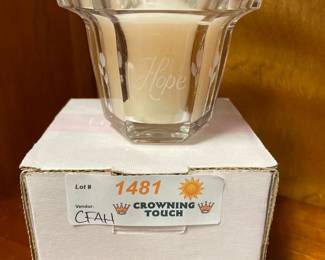 Hope
Lot #
1481
Vendor:
CFAH
CROWNING
TOUCH